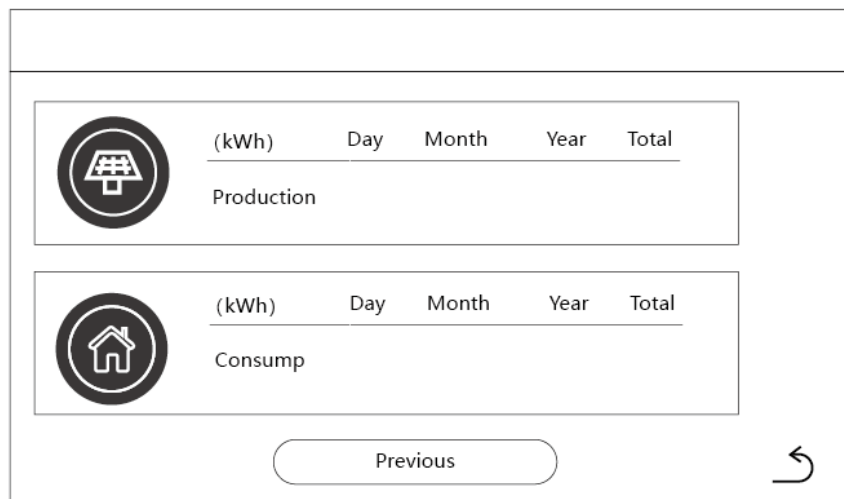 (kWh) Day Month Year Total
Production
(kWh) Day Month Year Total
Consump
Previous